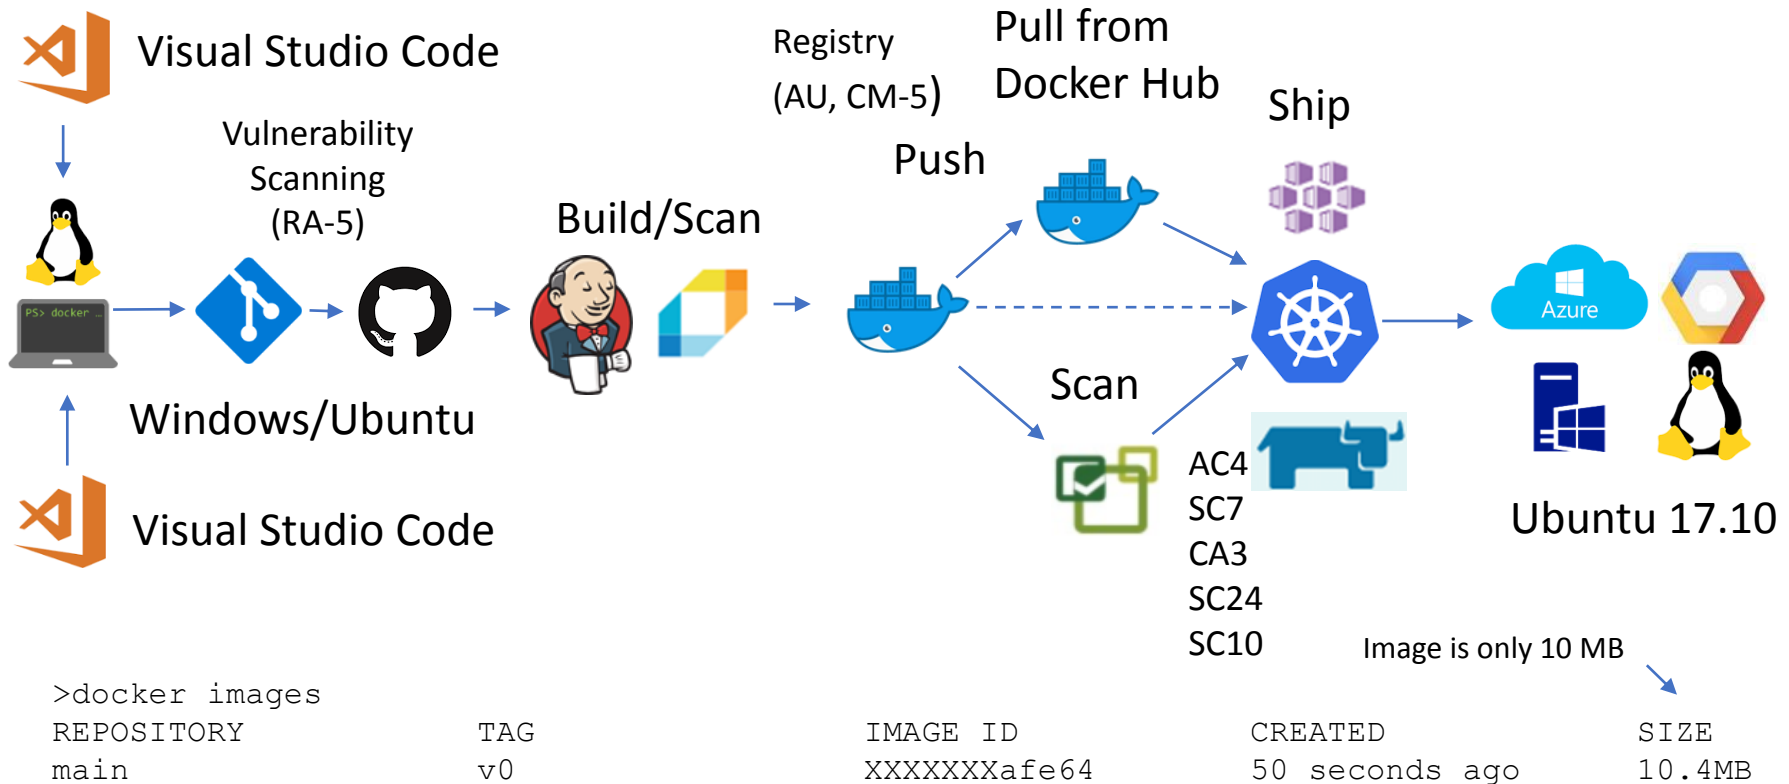 Visual Studio Code
Registry
(AU, CM-5)
Pull from
Docker Hub
Ship
Vulnerability
Scanning
(RA-5)
Push
Build/Scan
PS> docker …
Azure
Windows/Ubuntu
Scan
AC4
SC7
CA3
SC24
SC10
Visual Studio Code
Ubuntu 17.10
Image is only 10 MB
>docker images
REPOSITORY TAG IMAGE ID CREATED SIZE
main v0 XXXXXXXafe64 50 seconds ago 10.4MB